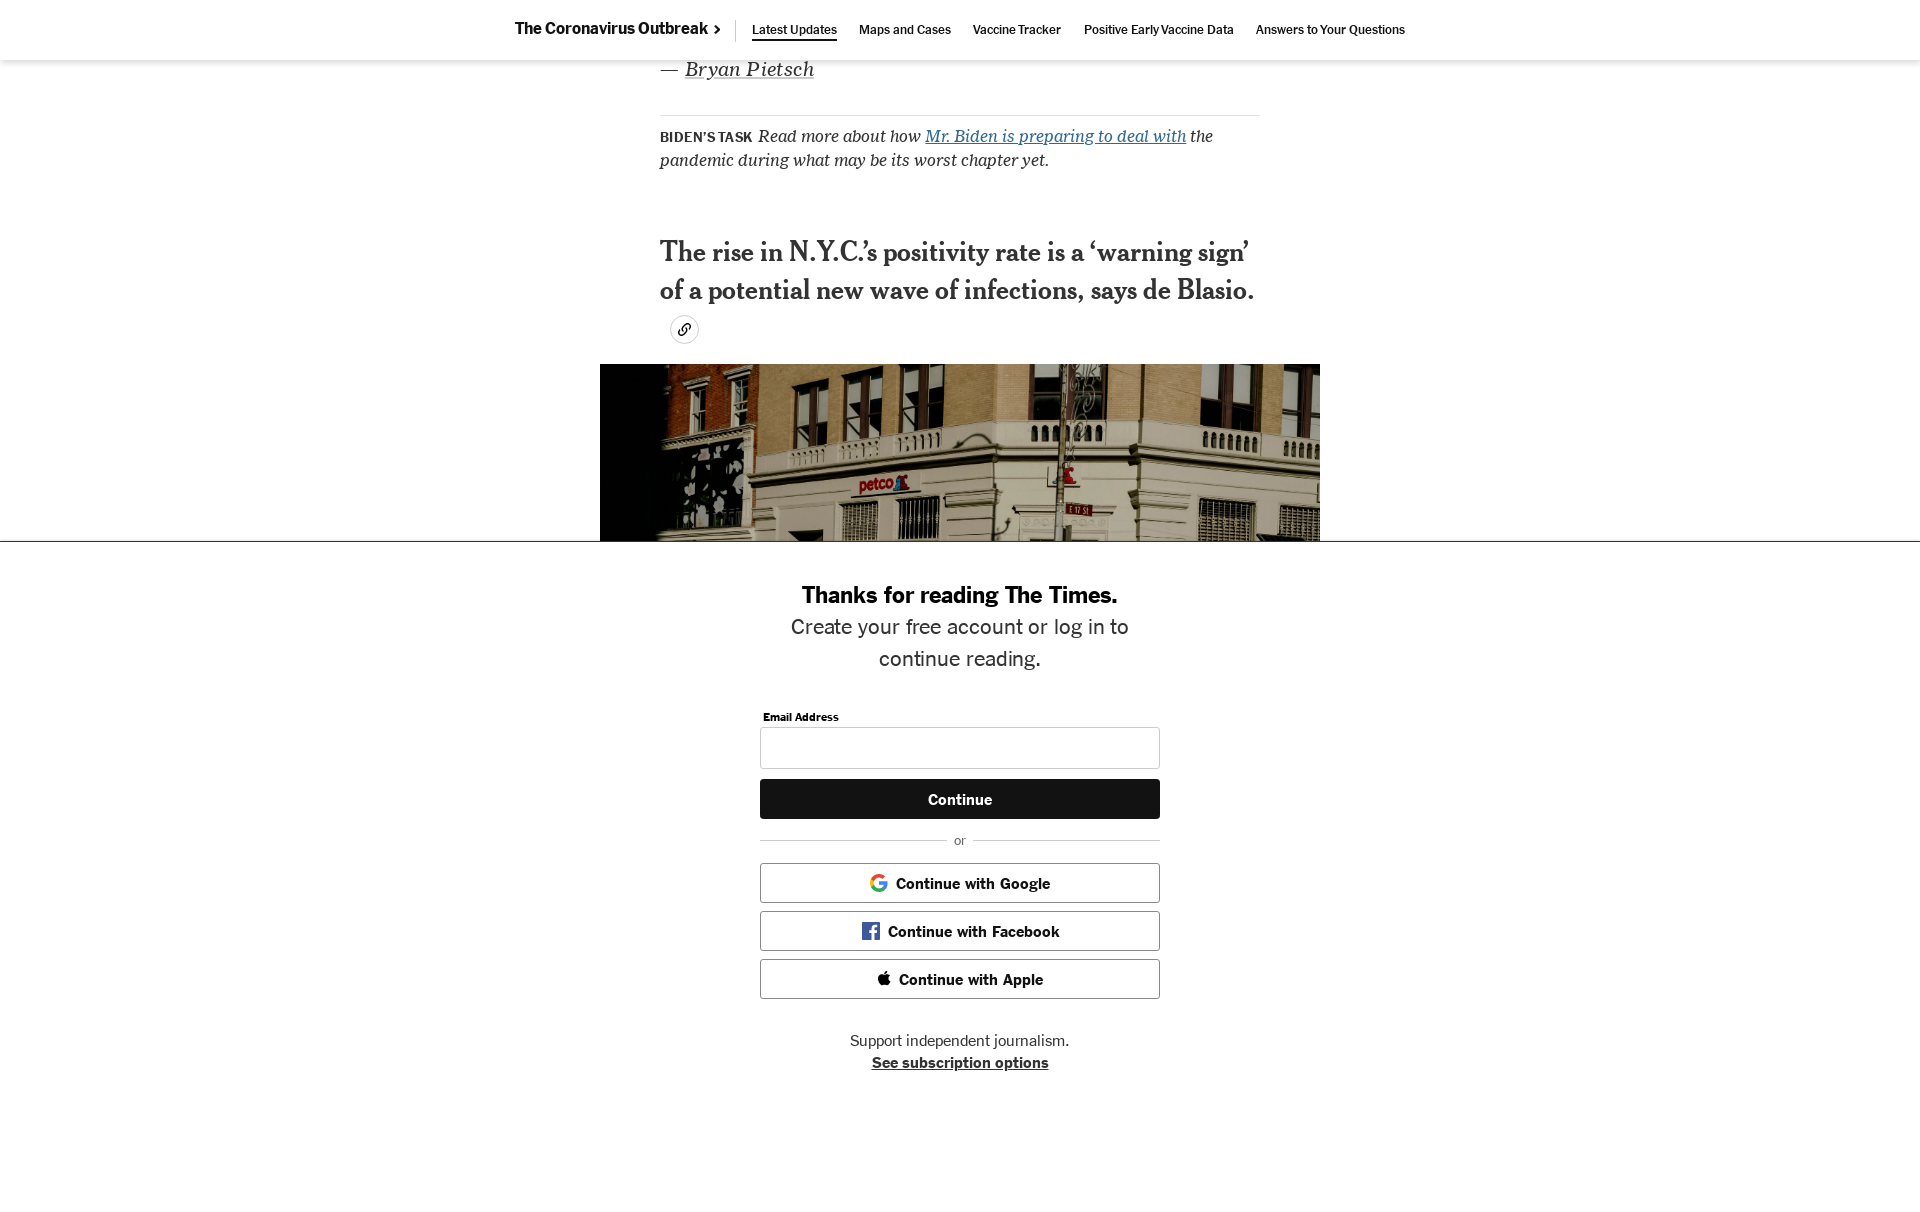 The Coronavirus Outbreak
Latest Updates
Maps and Cases
Vaccine Tracker
Positive Early Vaccine Data
Answers to Your Questions
— Bryan Pietsch
BIDEN’S TASK Read more about how Mr. Biden is preparing to deal with the
pandemic during what may be its worst chapter yet.
The rise in N.Y.C.’s positivity rate is a ‘warning sign’
of a potential new wave of infections, says de Blasio.
petco
E 17 ST
Thanks for reading The Times.
Create your free account or log in to
continue reading.
Email Address
Continue
or
Continue with Google
Continue with Facebook
Continue with Apple
Support independent journalism.
See subscription options